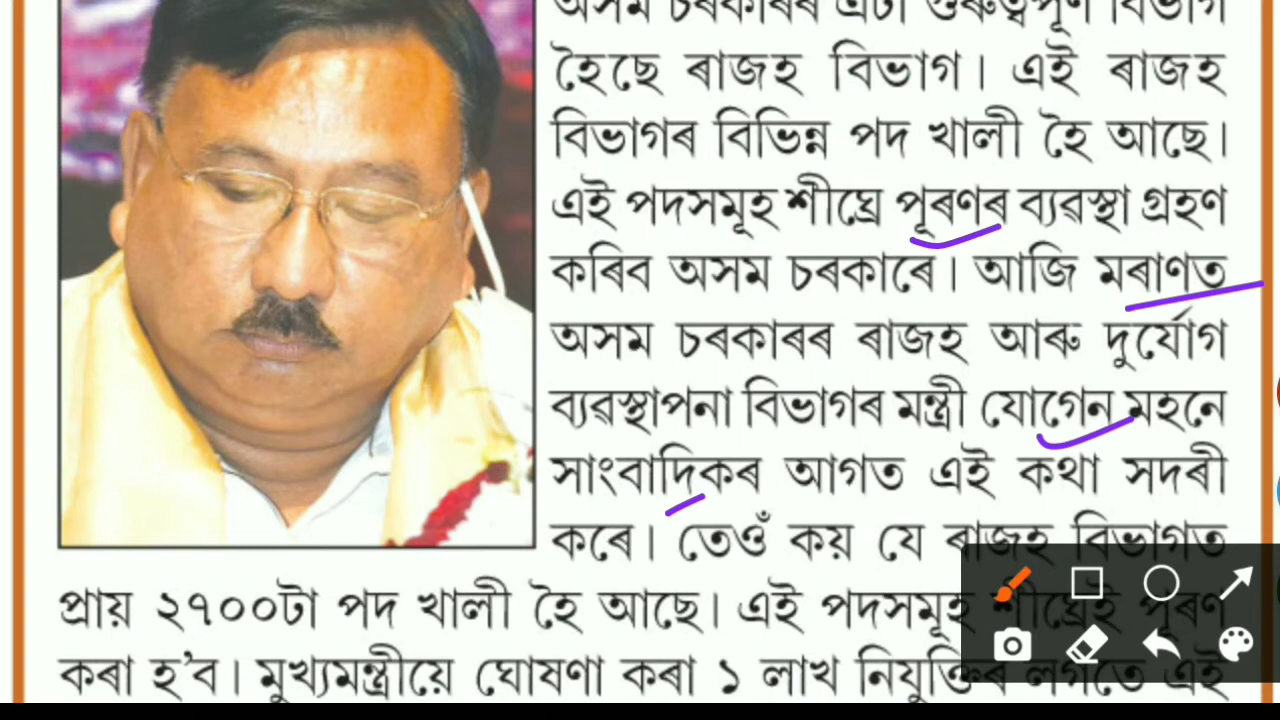 অসম চৰকাৰৰ এটা গুৰুত্বপূৰ্ণ বিভাগ
হৈছে ৰাজহ বিভাগ। এই ৰাজহ
বিভাগৰ বিভিন্ন পদ খালী হৈ আছে।
এই পদসমূহ শীঘ্ৰে পূৰণৰ ব্যৱস্থা গ্ৰহণ
কৰিব অসম চৰকাৰে। আজি মৰাণত
অসম চৰকাৰৰ ৰাজহ আৰু দুৰ্যোগ
ব্যৱস্থাপনা বিভাগৰ মন্ত্ৰী যোগেন মহনে
সাংবাদিকৰ আগত এই কথা সদৰী
কৰে। তেওঁ কয় যে ৰাজহ বিভাগত
প্ৰায় ২৭০০টা পদ খালী হৈ আছে। এই পদসমূহ শীঘ্ৰেই পূৰণ
কৰা হ'ব। মুখ্যমন্ত্ৰীয়ে ঘোষণা কৰা ১ লাখ নিযুক্তিৰ লগতে এই